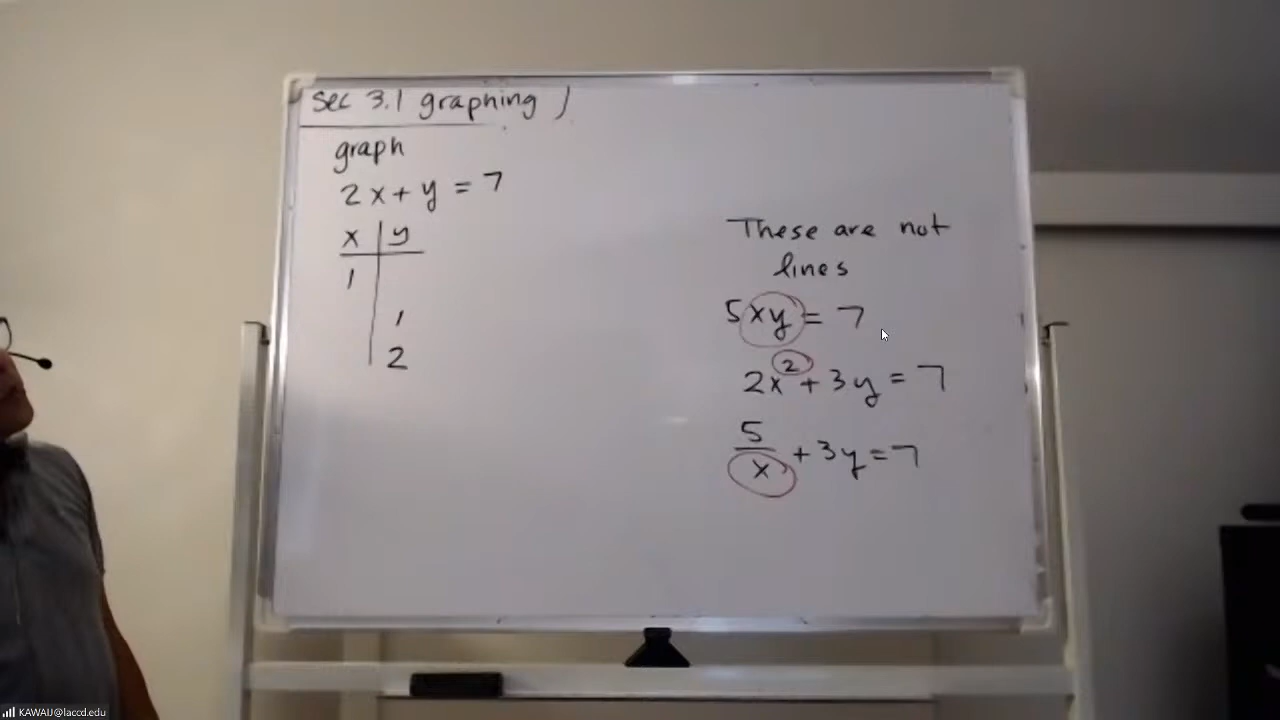 Sec 3.1 graphing
graph
2x + y = 7
x y
1
1
2
These are not
lines
5xy = 7
2x² + 3y = 7
5/x + 3y = 7
KAWAIJ@laccd.edu